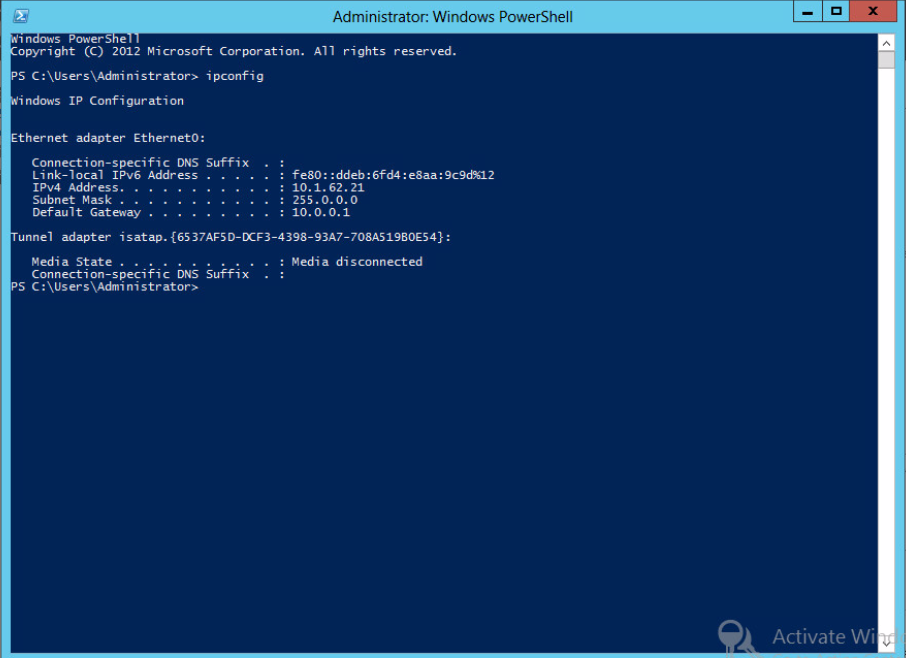 Administrator: Windows PowerShell
Windows PowerShell
Copyright (C) 2012 Microsoft Corporation. All rights reserved.
PS C:\Users\Administrator> ipconfig
Windows IP Configuration
Ethernet adapter Ethernet0:
Connection-specific DNS Suffix . :
Link-local IPv6 Address . . . . . : fe80::ddeb:6fd4:e8aa:9c9d%12
IPv4 Address. . . . . . . . . . . : 10.1.62.21
Subnet Mask . . . . . . . . . . . : 255.0.0.0
Default Gateway . . . . . . . . . : 10.0.0.1
Tunnel adapter isatap.{6537AF5D-DCF3-4398-93A7-708A519B0E54}:
Media State . . . . . . . . . . . : Media disconnected
Connection-specific DNS Suffix . :
PS C:\Users\Administrator>
Activate Wind